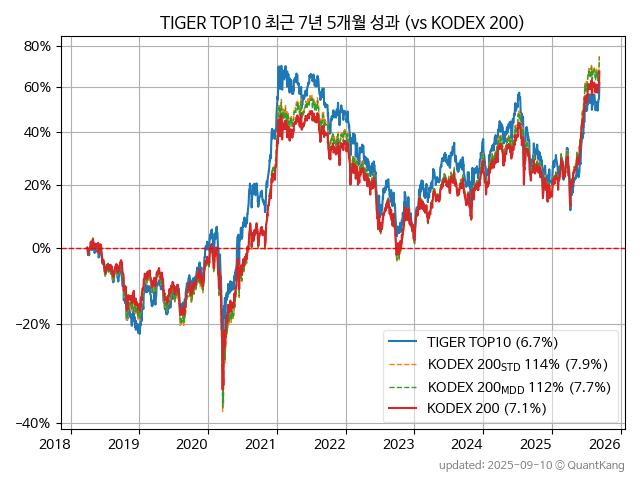 TIGER TOP10 최근 7년 5개월 성과 (vs KODEX 200)
80%
60%
40%
20%
0%
−20%
−40%
TIGER TOP10 (6.7%)
KODEX 200STD 114% (7.9%)
KODEX 200MDD 112% (7.7%)
KODEX 200 (7.1%)
2018 2019 2020 2021 2022 2023 2024 2025 2026
updated: 2025-09-10 © QuantKang